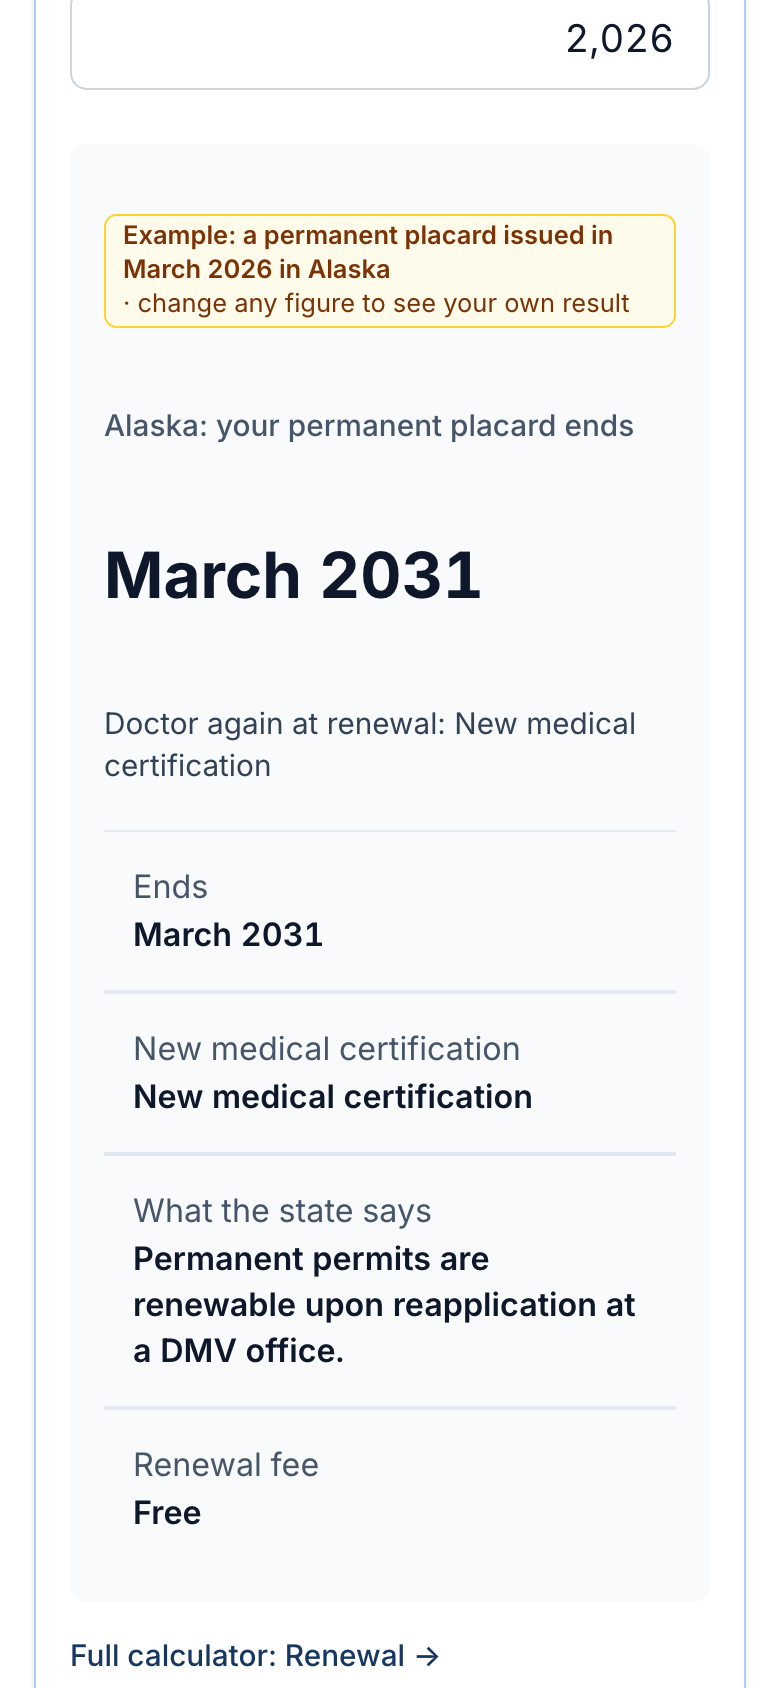 2,026
Example: a permanent placard issued in
March 2026 in Alaska
· change any figure to see your own result
Alaska: your permanent placard ends
March 2031
Doctor again at renewal: New medical
certification
Ends
March 2031
New medical certification
New medical certification
What the state says
Permanent permits are
renewable upon reapplication at
a DMV office.
Renewal fee
Free
Full calculator: Renewal →